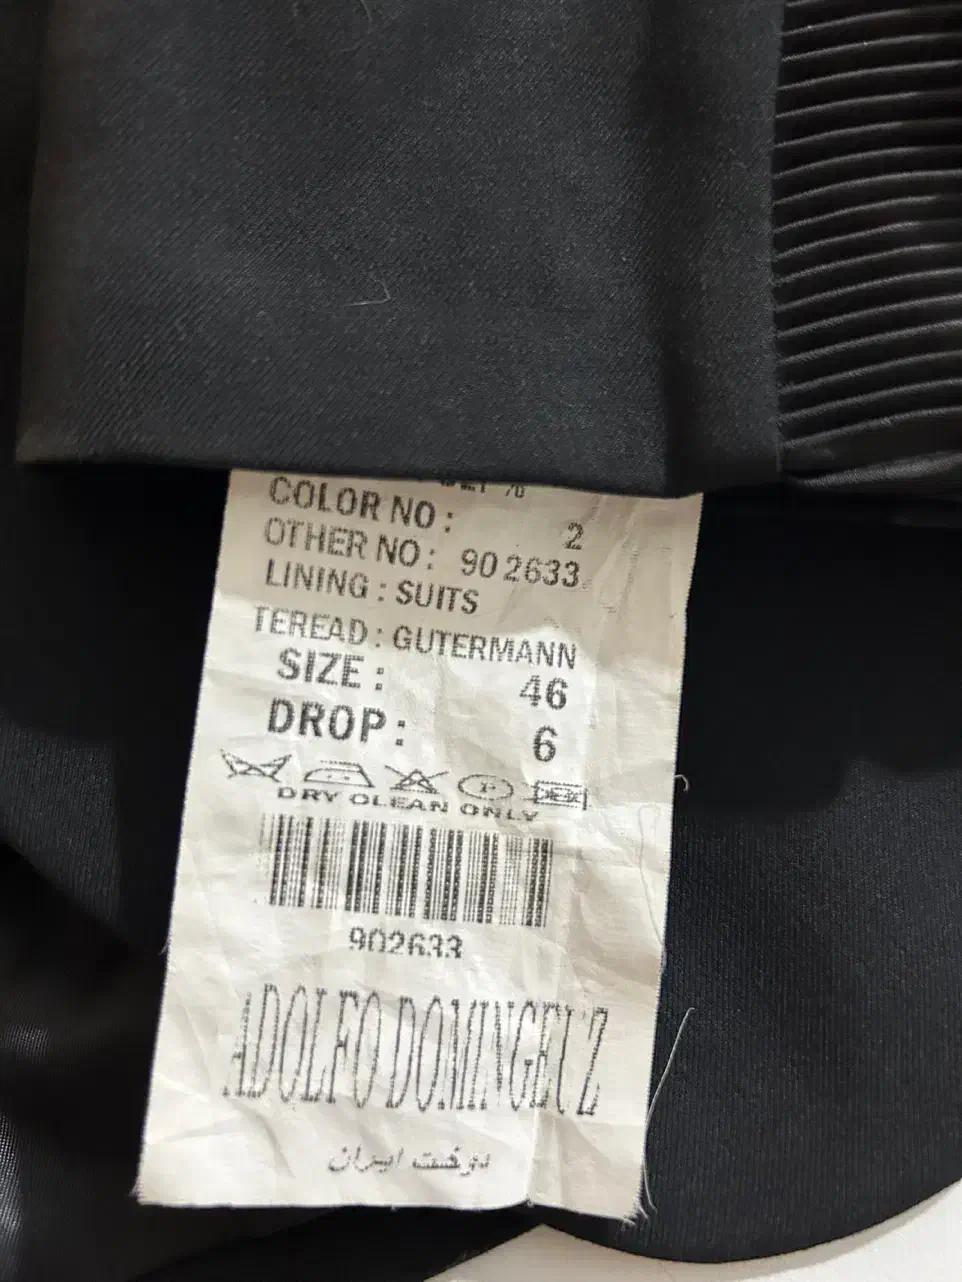 COLOR NO : 2
OTHER NO : 902633
LINING : SUITS
TEREAD : GUTERMANN
SIZE : 46
DROP : 6
P
DRY CLEAN ONLY
902633
ADOLFO DOMINGEUZ
دوخت ایران